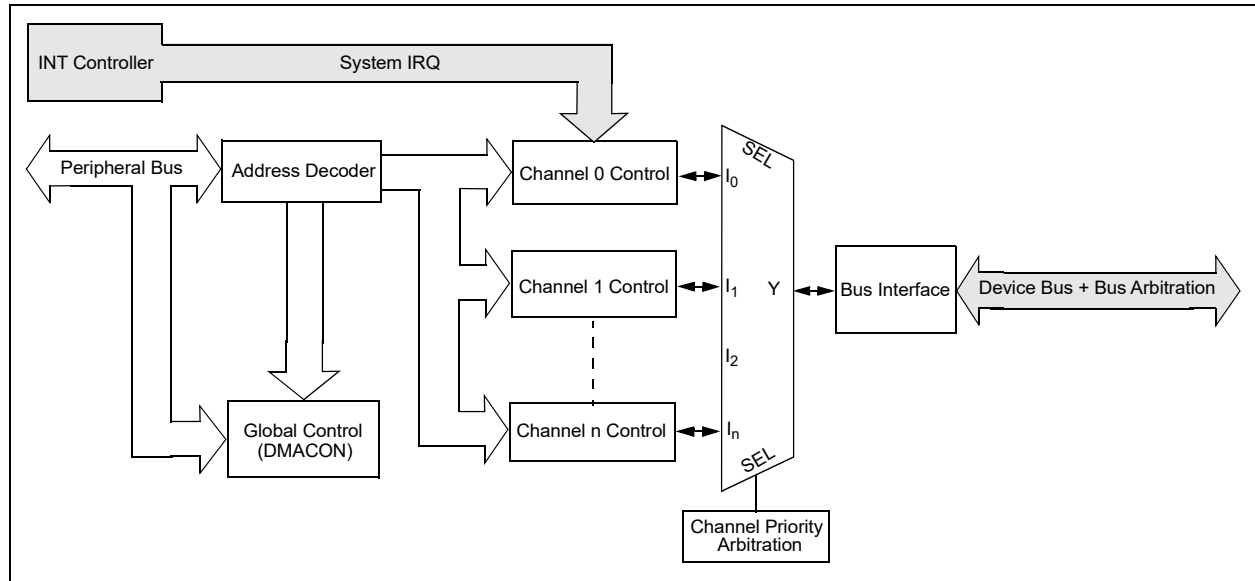 INT Controller
System IRQ
Peripheral Bus
Address Decoder
Channel 0 Control
I0
SEL
Channel 1 Control
I1
Y
Bus Interface
Device Bus + Bus Arbitration
I2
Global Control
(DMACON)
Channel n Control
In
SEL
Channel Priority
Arbitration